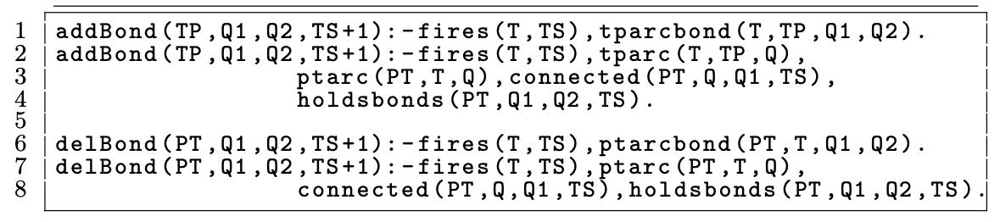 1 addBond(TP,Q1,Q2,TS+1):-fires(T,TS),tparcbond(T,TP,Q1,Q2).
2 addBond(TP,Q1,Q2,TS+1):-fires(T,TS),tparc(T,TP,Q),
3 ptarc(PT,T,Q),connected(PT,Q,Q1,TS),
4 holdsbonds(PT,Q1,Q2,TS).
5
6 delBond(PT,Q1,Q2,TS+1):-fires(T,TS),ptarcbond(PT,T,Q1,Q2).
7 delBond(PT,Q1,Q2,TS+1):-fires(T,TS),ptarc(PT,T,Q),
8 connected(PT,Q,Q1,TS),holdsbonds(PT,Q1,Q2,TS).